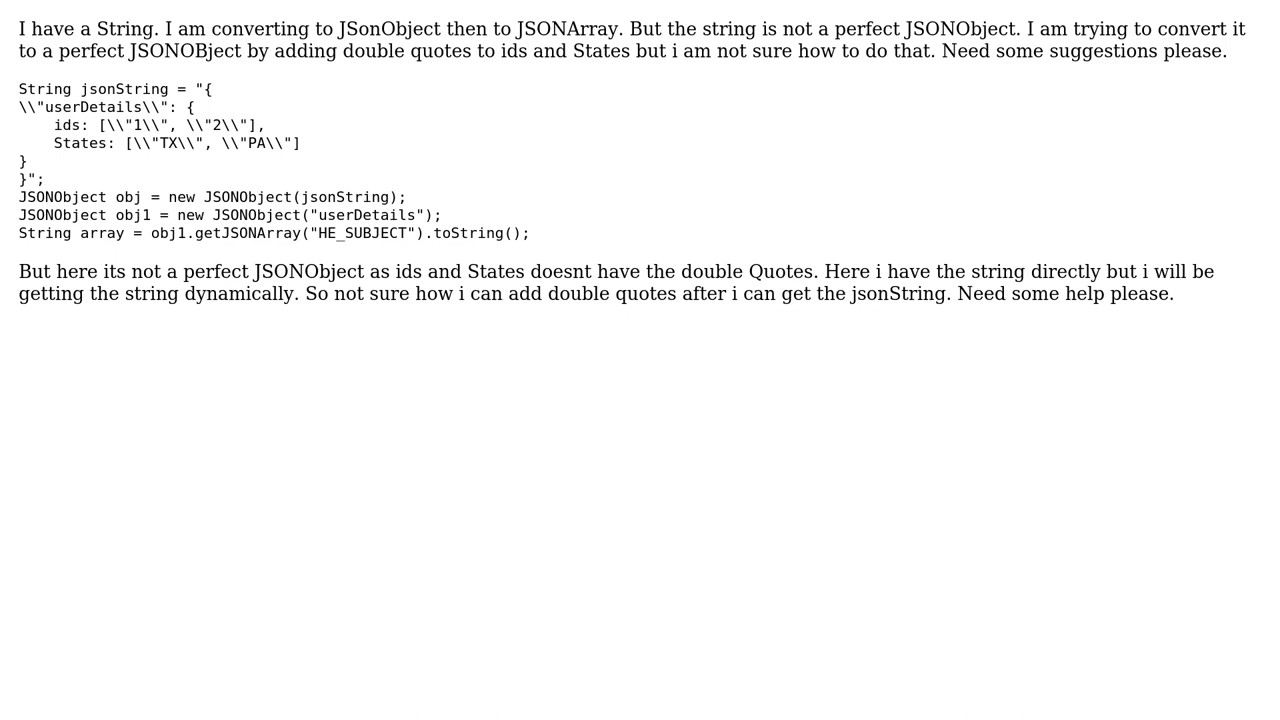 I have a String. I am converting to JSonObject then to JSONArray. But the string is not a perfect JSONObject. I am trying to convert it
to a perfect JSONOBject by adding double quotes to ids and States but i am not sure how to do that. Need some suggestions please.
String jsonString = "{
\\"userDetails\\": {
    ids: [\\"1\\", \\"2\\"],
    States: [\\"TX\\", \\"PA\\"]
}
}";
JSONObject obj = new JSONObject(jsonString);
JSONObject obj1 = new JSONObject("userDetails");
String array = obj1.getJSONArray("HE_SUBJECT").toString();
But here its not a perfect JSONObject as ids and States doesnt have the double Quotes. Here i have the string directly but i will be
getting the string dynamically. So not sure how i can add double quotes after i can get the jsonString. Need some help please.